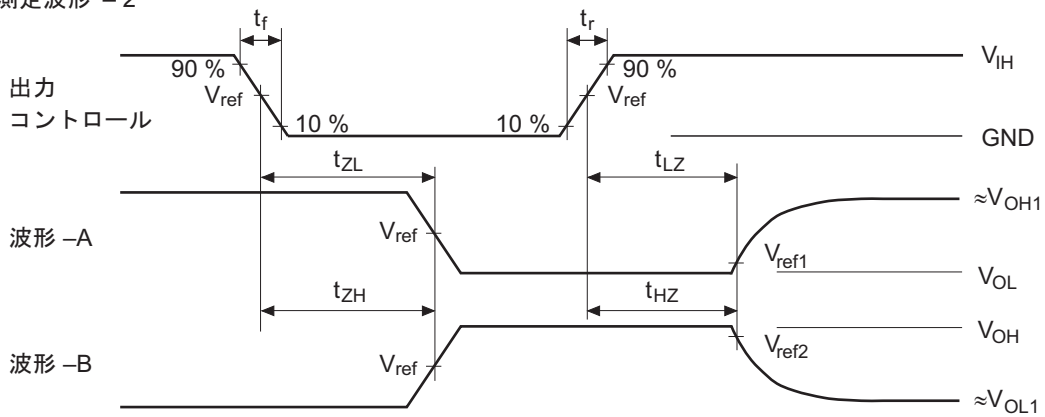 測定波形 – 2
tf
tr
90 %
90 %
VIH
出力
コントロール
Vref
Vref
10 %
10 %
GND
tZL
tLZ
≈VOH1
波形 –A
Vref
Vref1
VOL
tZH
tHZ
VOH
Vref2
波形 –B
Vref
≈VOL1